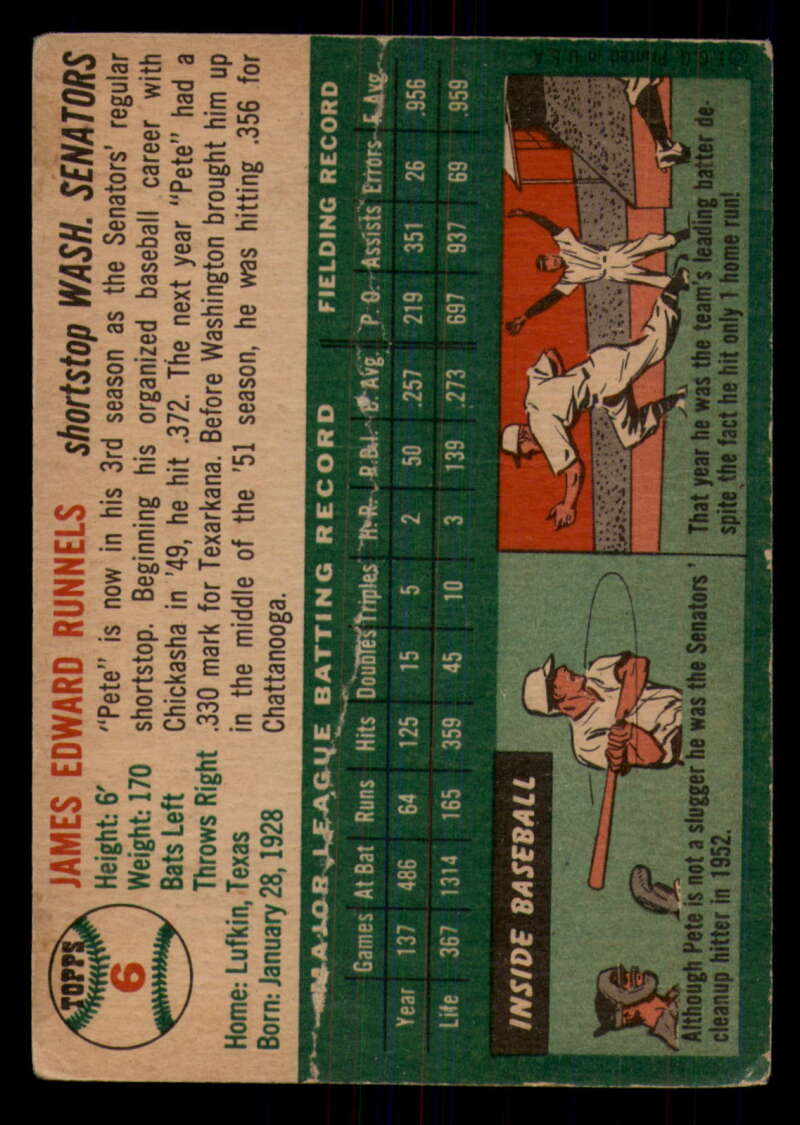 TOPPS
6
JAMES EDWARD RUNNELS
shortstop WASH. SENATORS
Height: 6'
Weight: 170
Bats Left
Throws Right
Home: Lufkin, Texas
Born: January 28, 1928
"Pete" is now in his 3rd season as the Senators' regular
shortstop. Beginning his organized baseball career with
Chickasha in '49, he hit .372. The next year "Pete" had a
.330 mark for Texarkana. Before Washington brought him up
in the middle of the '51 season, he was hitting .356 for
Chattanooga.
MAJOR LEAGUE BATTING RECORD FIELDING RECORD
Games At Bat Runs Hits Doubles Triples H. R. R.B.I. B. Avg. P. O. Assists Errors F. Avg.
Year 137 486 64 125 15 5 2 50 .257 219 351 26 .956
Life 367 1314 165 359 45 10 3 139 .273 697 937 69 .959
INSIDE BASEBALL
Although Pete is not a slugger he was the Senators'
cleanup hitter in 1952.
That year he was the team's leading batter de-
spite the fact he hit only 1 home run!
T. C. G. Printed in U.S.A.